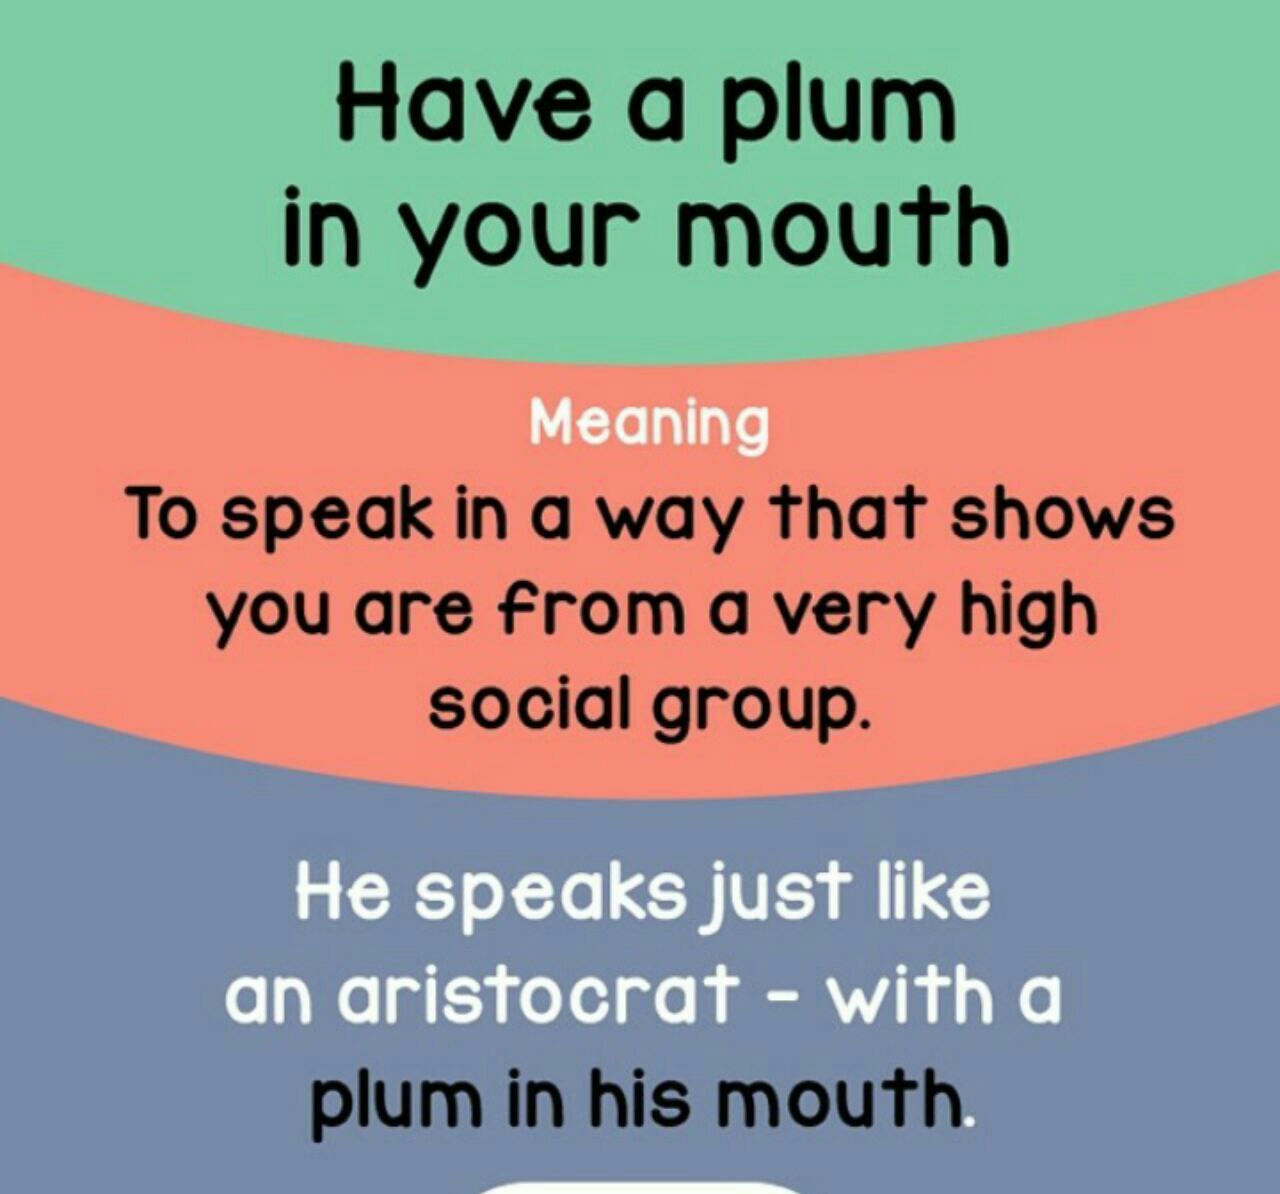 Have a plum
in your mouth
Meaning
To speak in a way that shows
you are from a very high
social group.
He speaks just like
an aristocrat - with a
plum in his mouth.